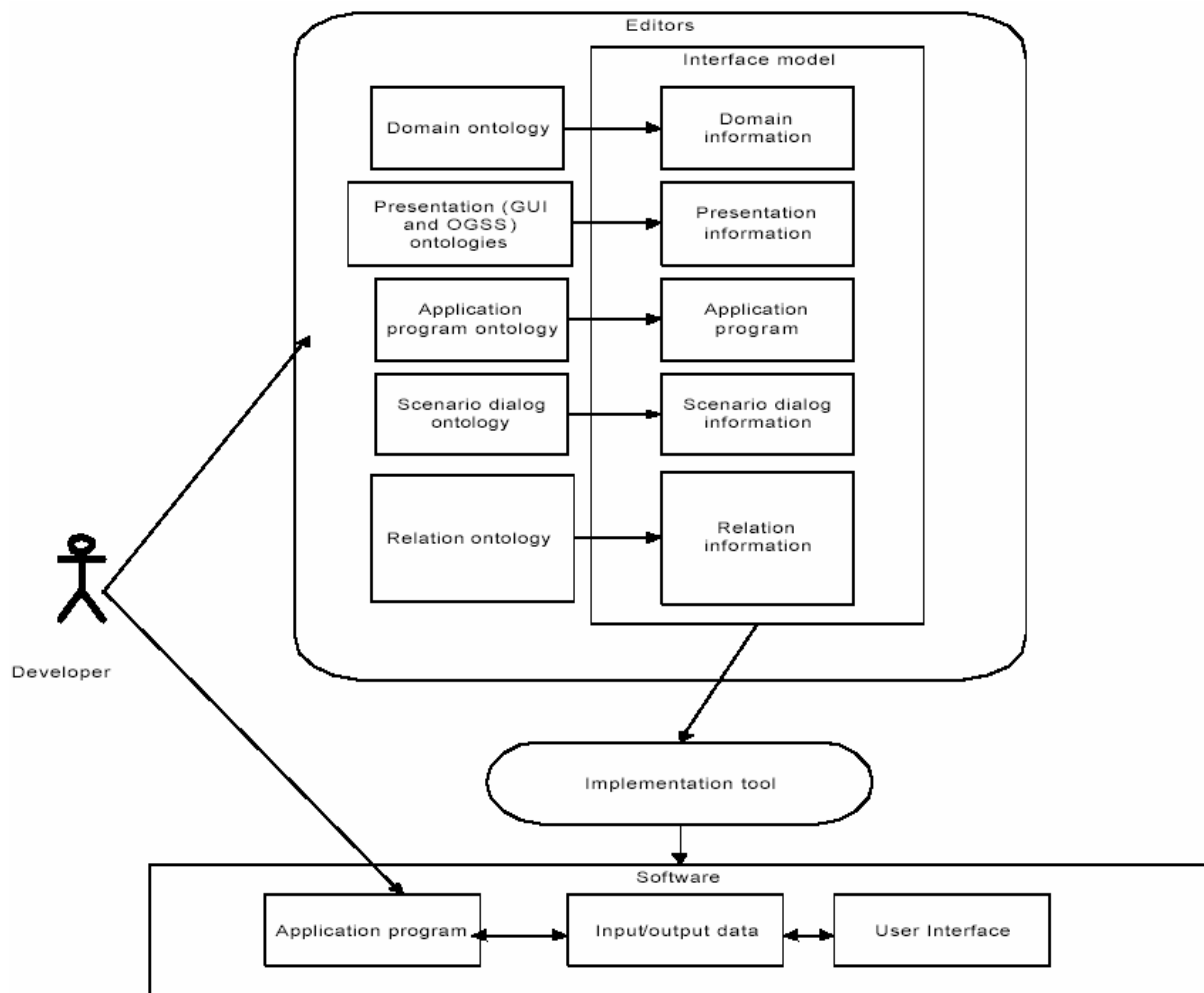 Editors
Interface model
Domain ontology
Domain
information
Presentation (GUI
and OGSS)
ontologies
Presentation
information
Application
program ontology
Application
program
Scenario dialog
ontology
Scenario dialog
information
Relation ontology
Relation
information
Developer
Implementation tool
Software
Application program
Input/output data
User Interface